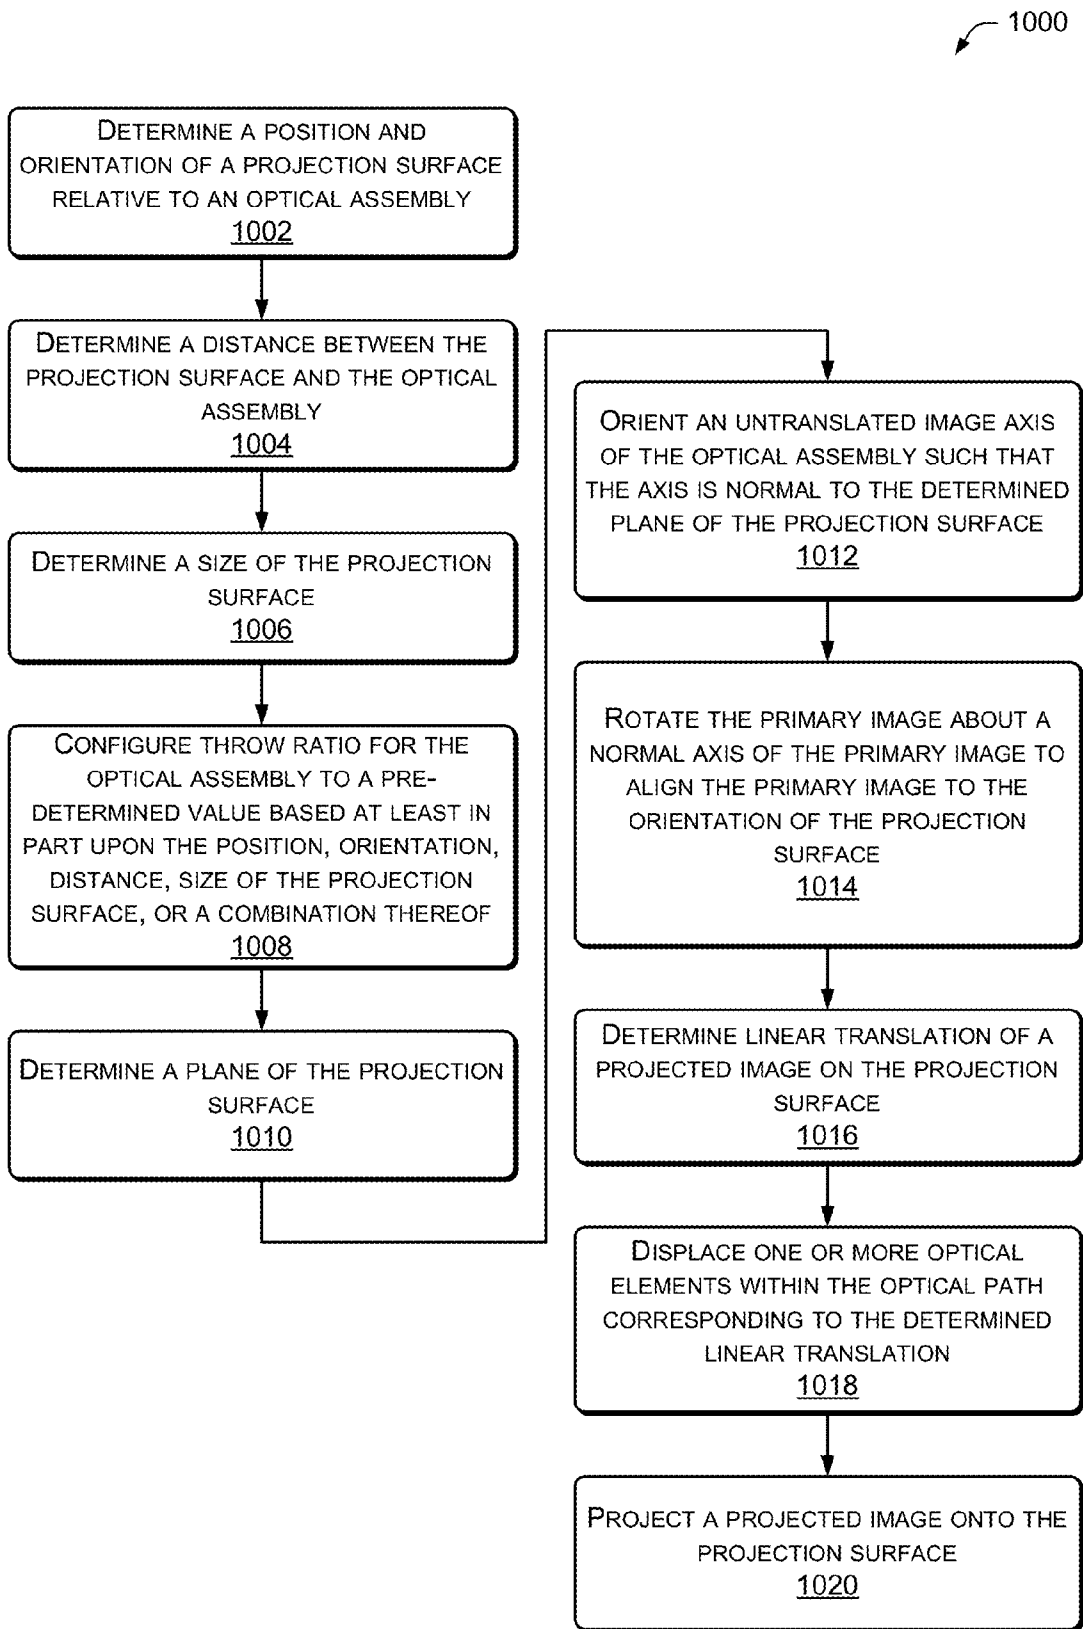 1000
DETERMINE A POSITION AND
ORIENTATION OF A PROJECTION SURFACE
RELATIVE TO AN OPTICAL ASSEMBLY
1002
DETERMINE A DISTANCE BETWEEN THE
PROJECTION SURFACE AND THE OPTICAL
ASSEMBLY
1004
DETERMINE A SIZE OF THE PROJECTION
SURFACE
1006
CONFIGURE THROW RATIO FOR THE
OPTICAL ASSEMBLY TO A PRE-
DETERMINED VALUE BASED AT LEAST IN
PART UPON THE POSITION, ORIENTATION,
DISTANCE, SIZE OF THE PROJECTION
SURFACE, OR A COMBINATION THEREOF
1008
DETERMINE A PLANE OF THE PROJECTION
SURFACE
1010
ORIENT AN UNTRANSLATED IMAGE AXIS
OF THE OPTICAL ASSEMBLY SUCH THAT
THE AXIS IS NORMAL TO THE DETERMINED
PLANE OF THE PROJECTION SURFACE
1012
ROTATE THE PRIMARY IMAGE ABOUT A
NORMAL AXIS OF THE PRIMARY IMAGE TO
ALIGN THE PRIMARY IMAGE TO THE
ORIENTATION OF THE PROJECTION
SURFACE
1014
DETERMINE LINEAR TRANSLATION OF A
PROJECTED IMAGE ON THE PROJECTION
SURFACE
1016
DISPLACE ONE OR MORE OPTICAL
ELEMENTS WITHIN THE OPTICAL PATH
CORRESPONDING TO THE DETERMINED
LINEAR TRANSLATION
1018
PROJECT A PROJECTED IMAGE ONTO THE
PROJECTION SURFACE
1020